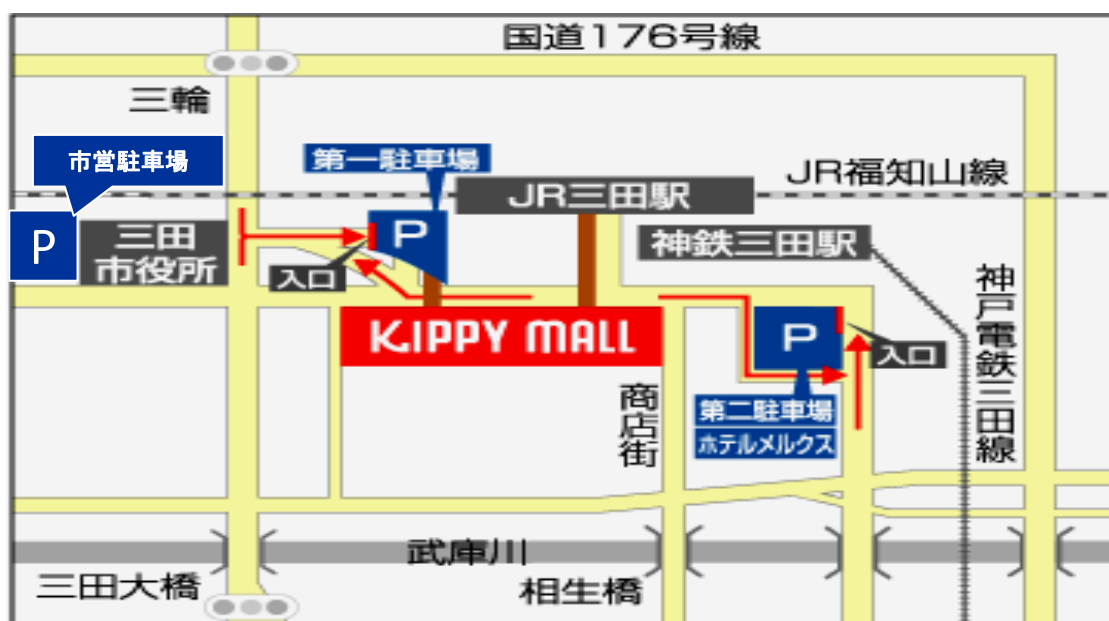 国道176号線
三輪
市営駐車場
第一駐車場
JR福知山線
JR三田駅
P
三田
市役所
P
神鉄三田駅
入口
神戸電鉄三田線
KIPPY MALL
P
入口
商店街
第二駐車場
ホテルメルクス
武庫川
三田大橋
相生橋